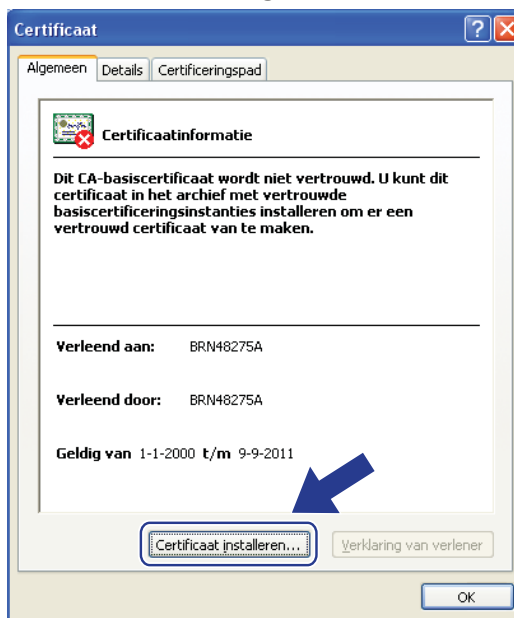 Certificaat
Algemeen Details Certificeringspad
Certificaatinformatie
Dit CA-basiscertificaat wordt niet vertrouwd. U kunt dit
certificaat in het archief met vertrouwde
basiscertificeringsinstanties installeren om er een
vertrouwd certificaat van te maken.
Verleend aan: BRN48275A
Verleend door: BRN48275A
Geldig van 1-1-2000 t/m 9-9-2011
Certificaat installeren... Verklaring van verlener
OK